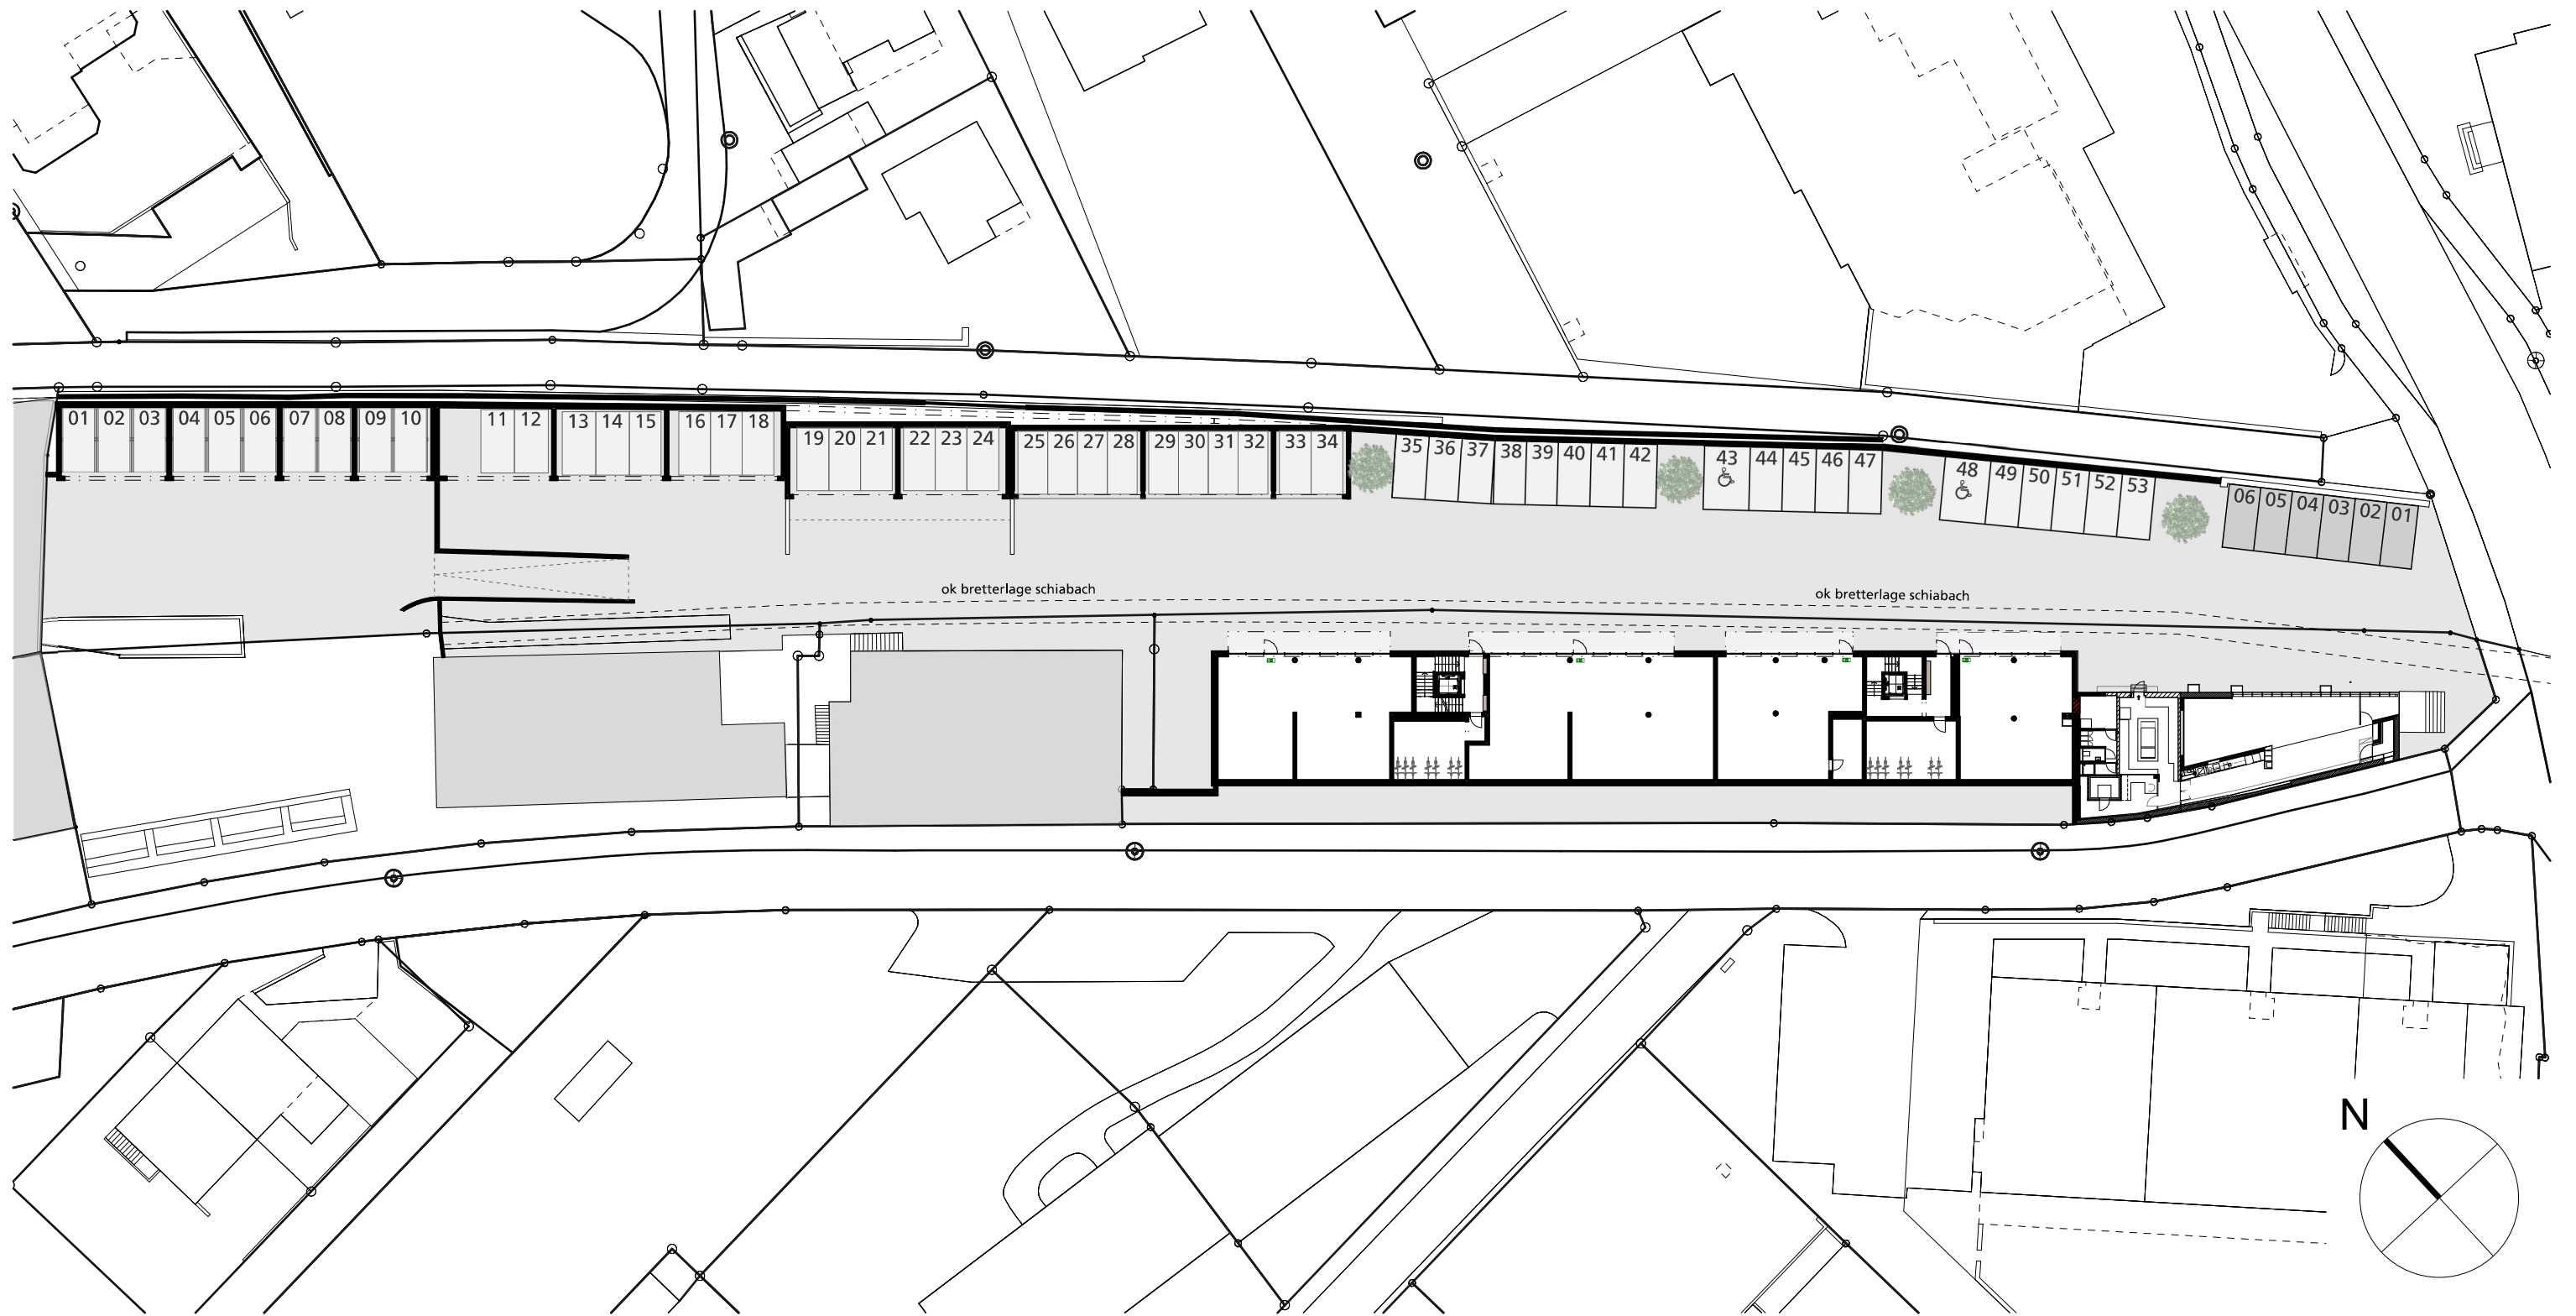 01 02 03 04 05 06 07 08 09 10 11 12 13 14 15 16 17 18
19 20 21 22 23 24 25 26 27 28 29 30 31 32 33 34 35 36 37 38 39 40 41 42 43 44 45 46 47 48 49 50 51 52 53
06 05 04 03 02 01
ok bretterlage schiabach
ok bretterlage schiabach
N